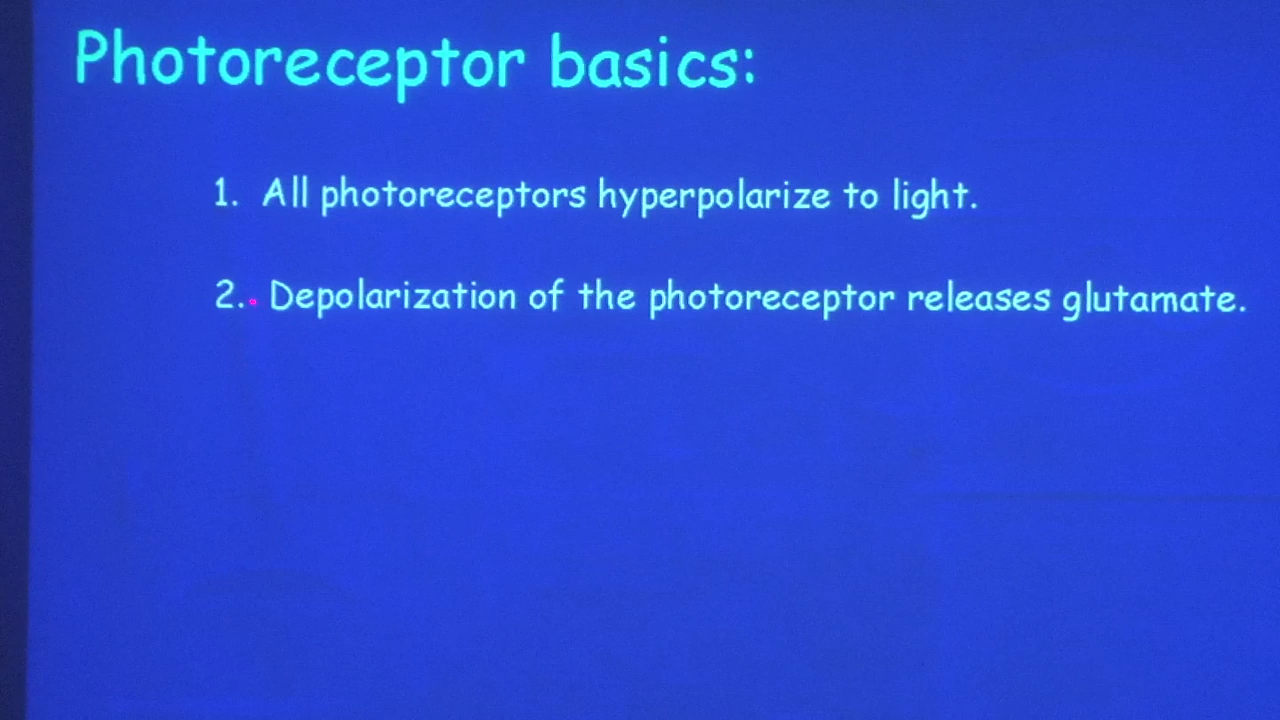 Photoreceptor basics:
1. All photoreceptors hyperpolarize to light.
2. Depolarization of the photoreceptor releases glutamate.